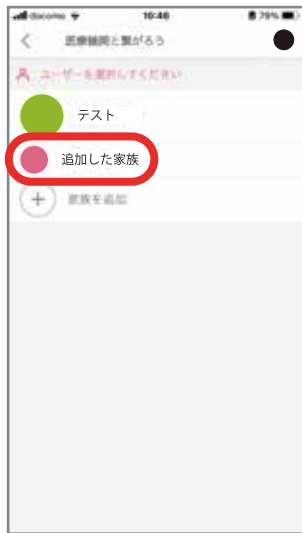 docomo 10:46 79%
医療機関と繋がろう
ユーザーを選択してください
テスト
追加した家族
家族を追加